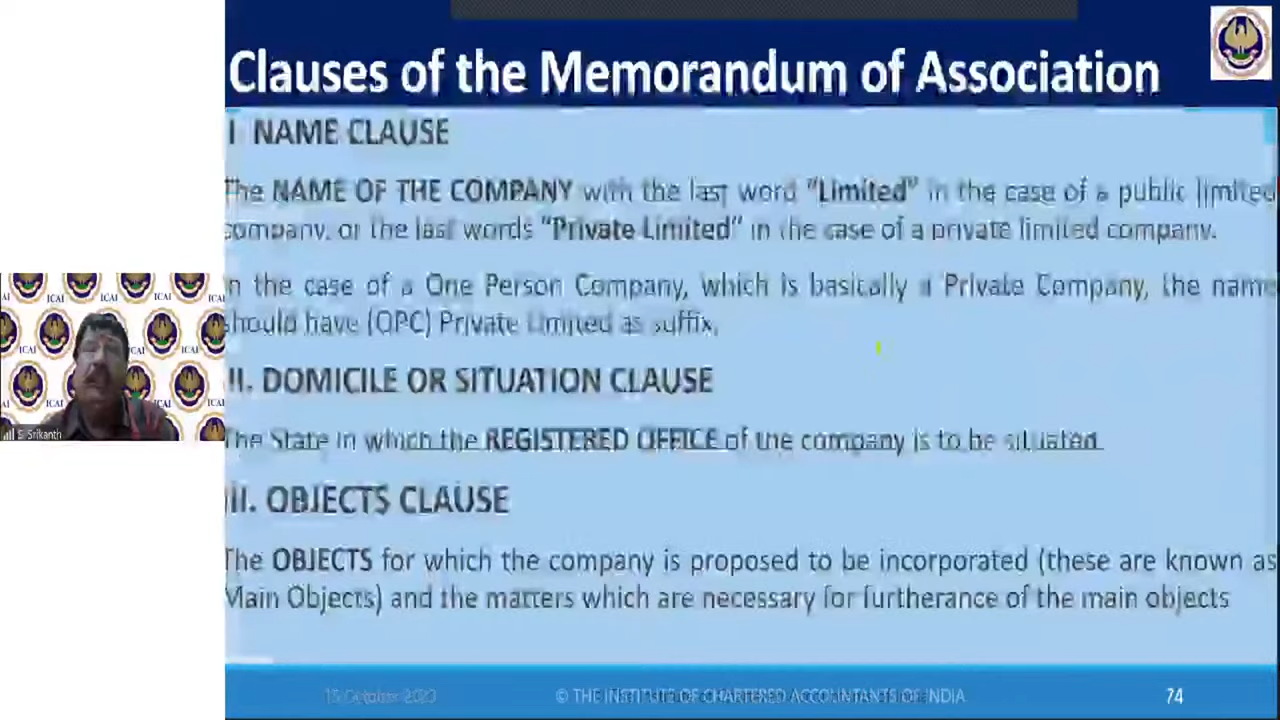 Clauses of the Memorandum of Association
I NAME CLAUSE
The NAME OF THE COMPANY with the last word "Limited" in the case of a public limited
company, or the last words "Private Limited" in the case of a private limited company.
In the case of a One Person Company, which is basically a Private Company, the name
should have (OPC) Private Limited as suffix.
II. DOMICILE OR SITUATION CLAUSE
The State in which the REGISTERED OFFICE of the company is to be situated
III. OBJECTS CLAUSE
The OBJECTS for which the company is proposed to be incorporated (these are known as
Main Objects) and the matters which are necessary for furtherance of the main objects
ICAI
ICAI
S. Srikanth
15 October 2023
© THE INSTITUTE OF CHARTERED ACCOUNTANTS OF INDIA
74